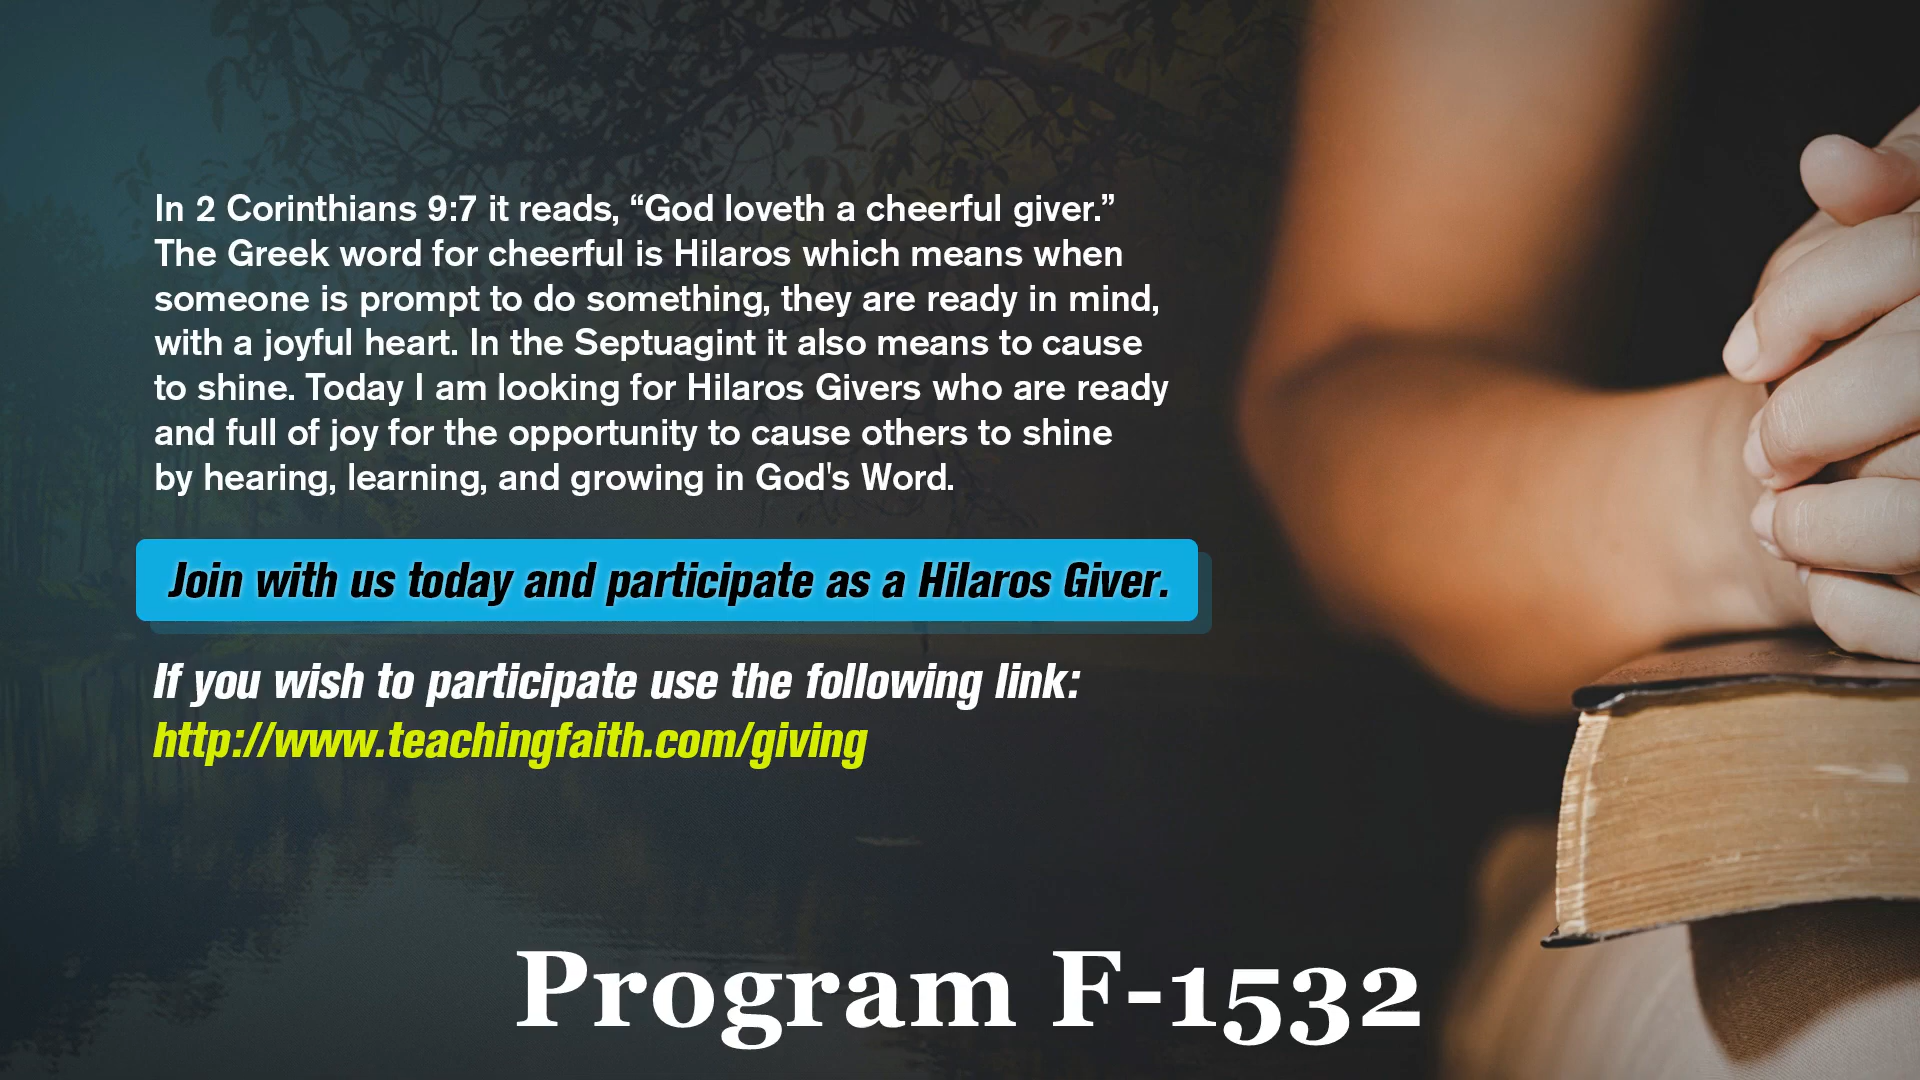 In 2 Corinthians 9:7 it reads, “God loveth a cheerful giver.”
The Greek word for cheerful is Hilaros which means when
someone is prompt to do something, they are ready in mind,
with a joyful heart. In the Septuagint it also means to cause
to shine. Today I am looking for Hilaros Givers who are ready
and full of joy for the opportunity to cause others to shine
by hearing, learning, and growing in God's Word.
Join with us today and participate as a Hilaros Giver.
If you wish to participate use the following link:
http://www.teachingfaith.com/giving
Program F-1532